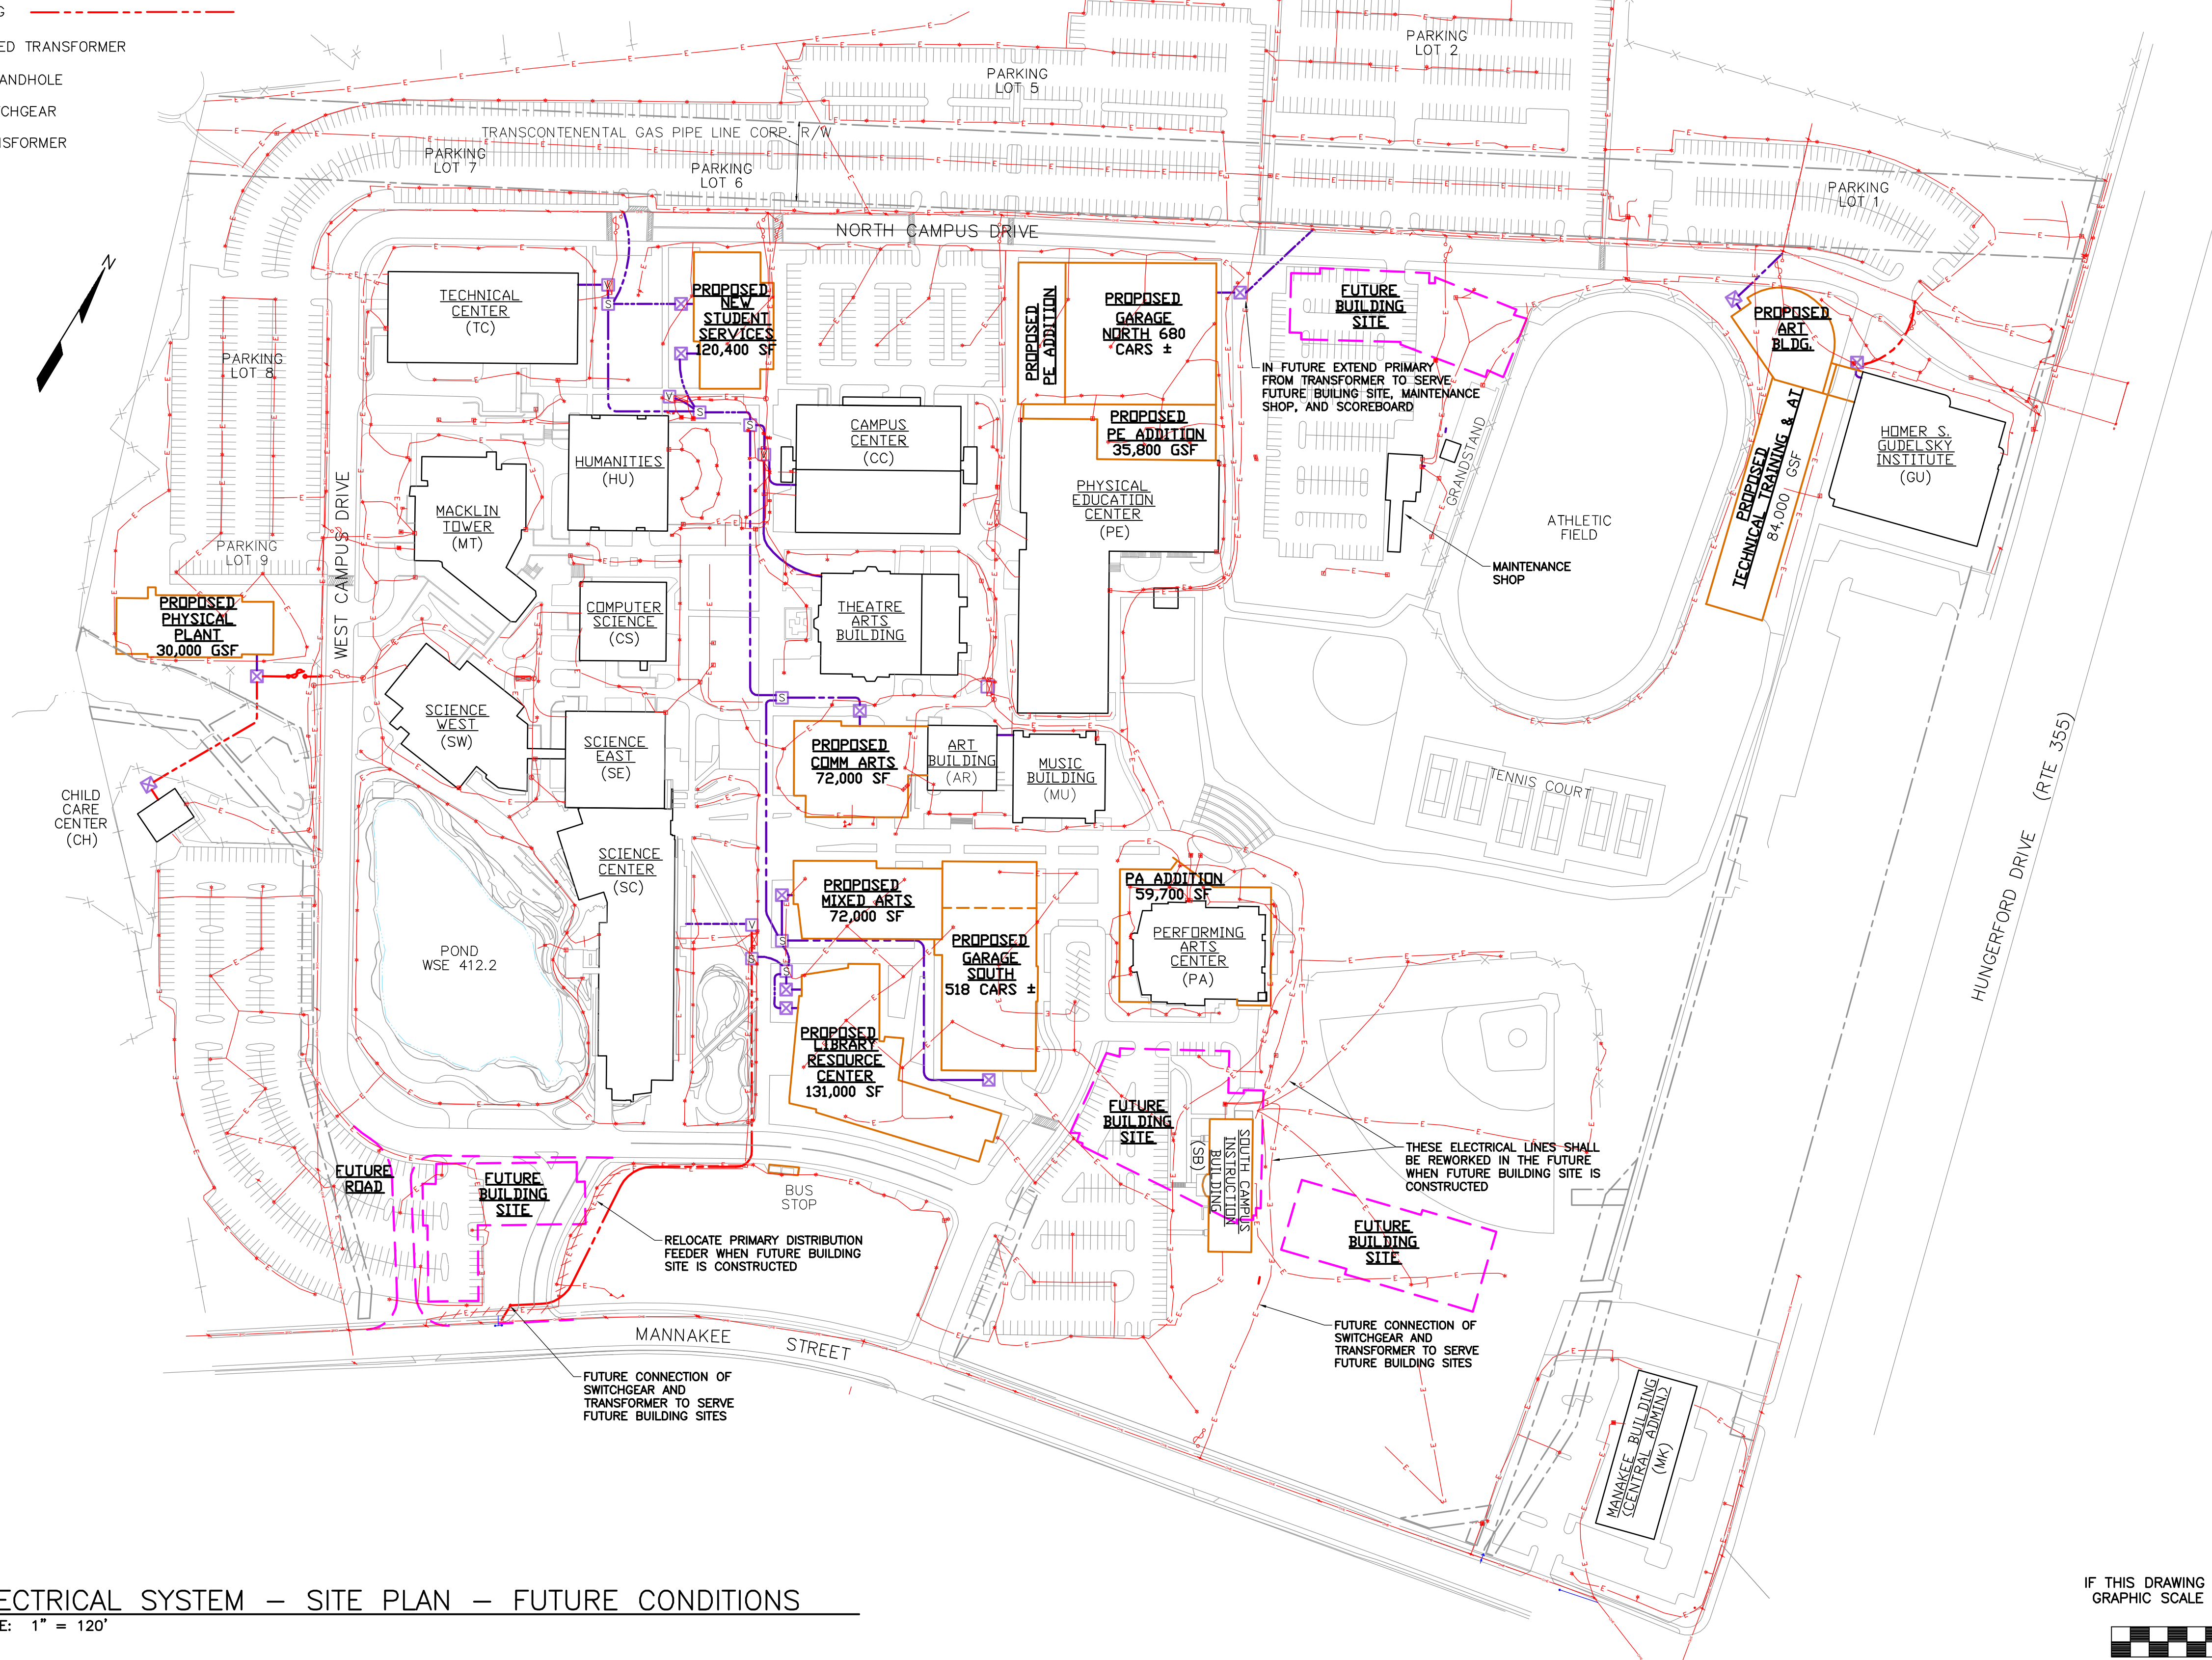 G
ED TRANSFORMER
ANDHOLE
TCHGEAR
NSFORMER
N
PARKING
LOT 2
PARKING
LOT 5
TRANSCONTENENTAL GAS PIPE LINE CORP. R/W
PARKING
LOT 7
PARKING
LOT 6
PARKING
LOT 1
NORTH CAMPUS DRIVE
TECHNICAL
CENTER
(TC)
PROPOSED
NEW
STUDENT
SERVICES
120,400 SF
PROPOSED
PE ADDITION
PROPOSED
GARAGE
NORTH 680
CARS ±
FUTURE
BUILDING
SITE
PROPOSED
ART
BLDG.
PARKING
LOT 8
IN FUTURE EXTEND PRIMARY
FROM TRANSFORMER TO SERVE
FUTURE BUILING SITE, MAINTENANCE
SHOP, AND SCOREBOARD
PROPOSED
PE ADDITION
35,800 GSF
CAMPUS
CENTER
(CC)
HUMANITIES
(HU)
GRANDSTAND
PROPOSED
TECHNICAL TRAINING & AT
84,000 GSF
HOMER S.
GUDELSKY
INSTITUTE
(GU)
MACKLIN
TOWER
(MT)
PHYSICAL
EDUCATION
CENTER
(PE)
ATHLETIC
FIELD
WEST CAMPUS DRIVE
PARKING
LOT 9
MAINTENANCE
SHOP
PROPOSED
PHYSICAL
PLANT
30,000 GSF
COMPUTER
SCIENCE
(CS)
THEATRE
ARTS
BUILDING
SCIENCE
WEST
(SW)
SCIENCE
EAST
(SE)
PROPOSED
COMM ARTS
72,000 SF
ART
BUILDING
(AR)
MUSIC
BUILDING
(MU)
TENNIS COURT
HUNGERFORD DRIVE (RTE 355)
CHILD
CARE
CENTER
(CH)
SCIENCE
CENTER
(SC)
PROPOSED
MIXED ARTS
72,000 SF
PA ADDITION
59,700 SF
POND
WSE 412.2
PROPOSED
GARAGE
SOUTH
518 CARS ±
PERFORMING
ARTS
CENTER
(PA)
PROPOSED
LIBRARY
RESOURCE
CENTER
131,000 SF
FUTURE
BUILDING
SITE
SOUTH CAMPUS
INSTRUCTION
BUILDING
(SB)
THESE ELECTRICAL LINES SHALL
BE REWORKED IN THE FUTURE
WHEN FUTURE BUILDING SITE IS
CONSTRUCTED
FUTURE
ROAD
FUTURE
BUILDING
SITE
BUS
STOP
RELOCATE PRIMARY DISTRIBUTION
FEEDER WHEN FUTURE BUILDING
SITE IS CONSTRUCTED
FUTURE
BUILDING
SITE
MANNAKEE STREET
FUTURE CONNECTION OF
SWITCHGEAR AND
TRANSFORMER TO SERVE
FUTURE BUILDING SITES
FUTURE CONNECTION OF
SWITCHGEAR AND
TRANSFORMER TO SERVE
FUTURE BUILDING SITES
MANAKEE BUILDING
(CENTRAL ADMIN.)
(MK)
ECTRICAL SYSTEM – SITE PLAN – FUTURE CONDITIONS
E: 1" = 120'
IF THIS DRAWING
GRAPHIC SCALE